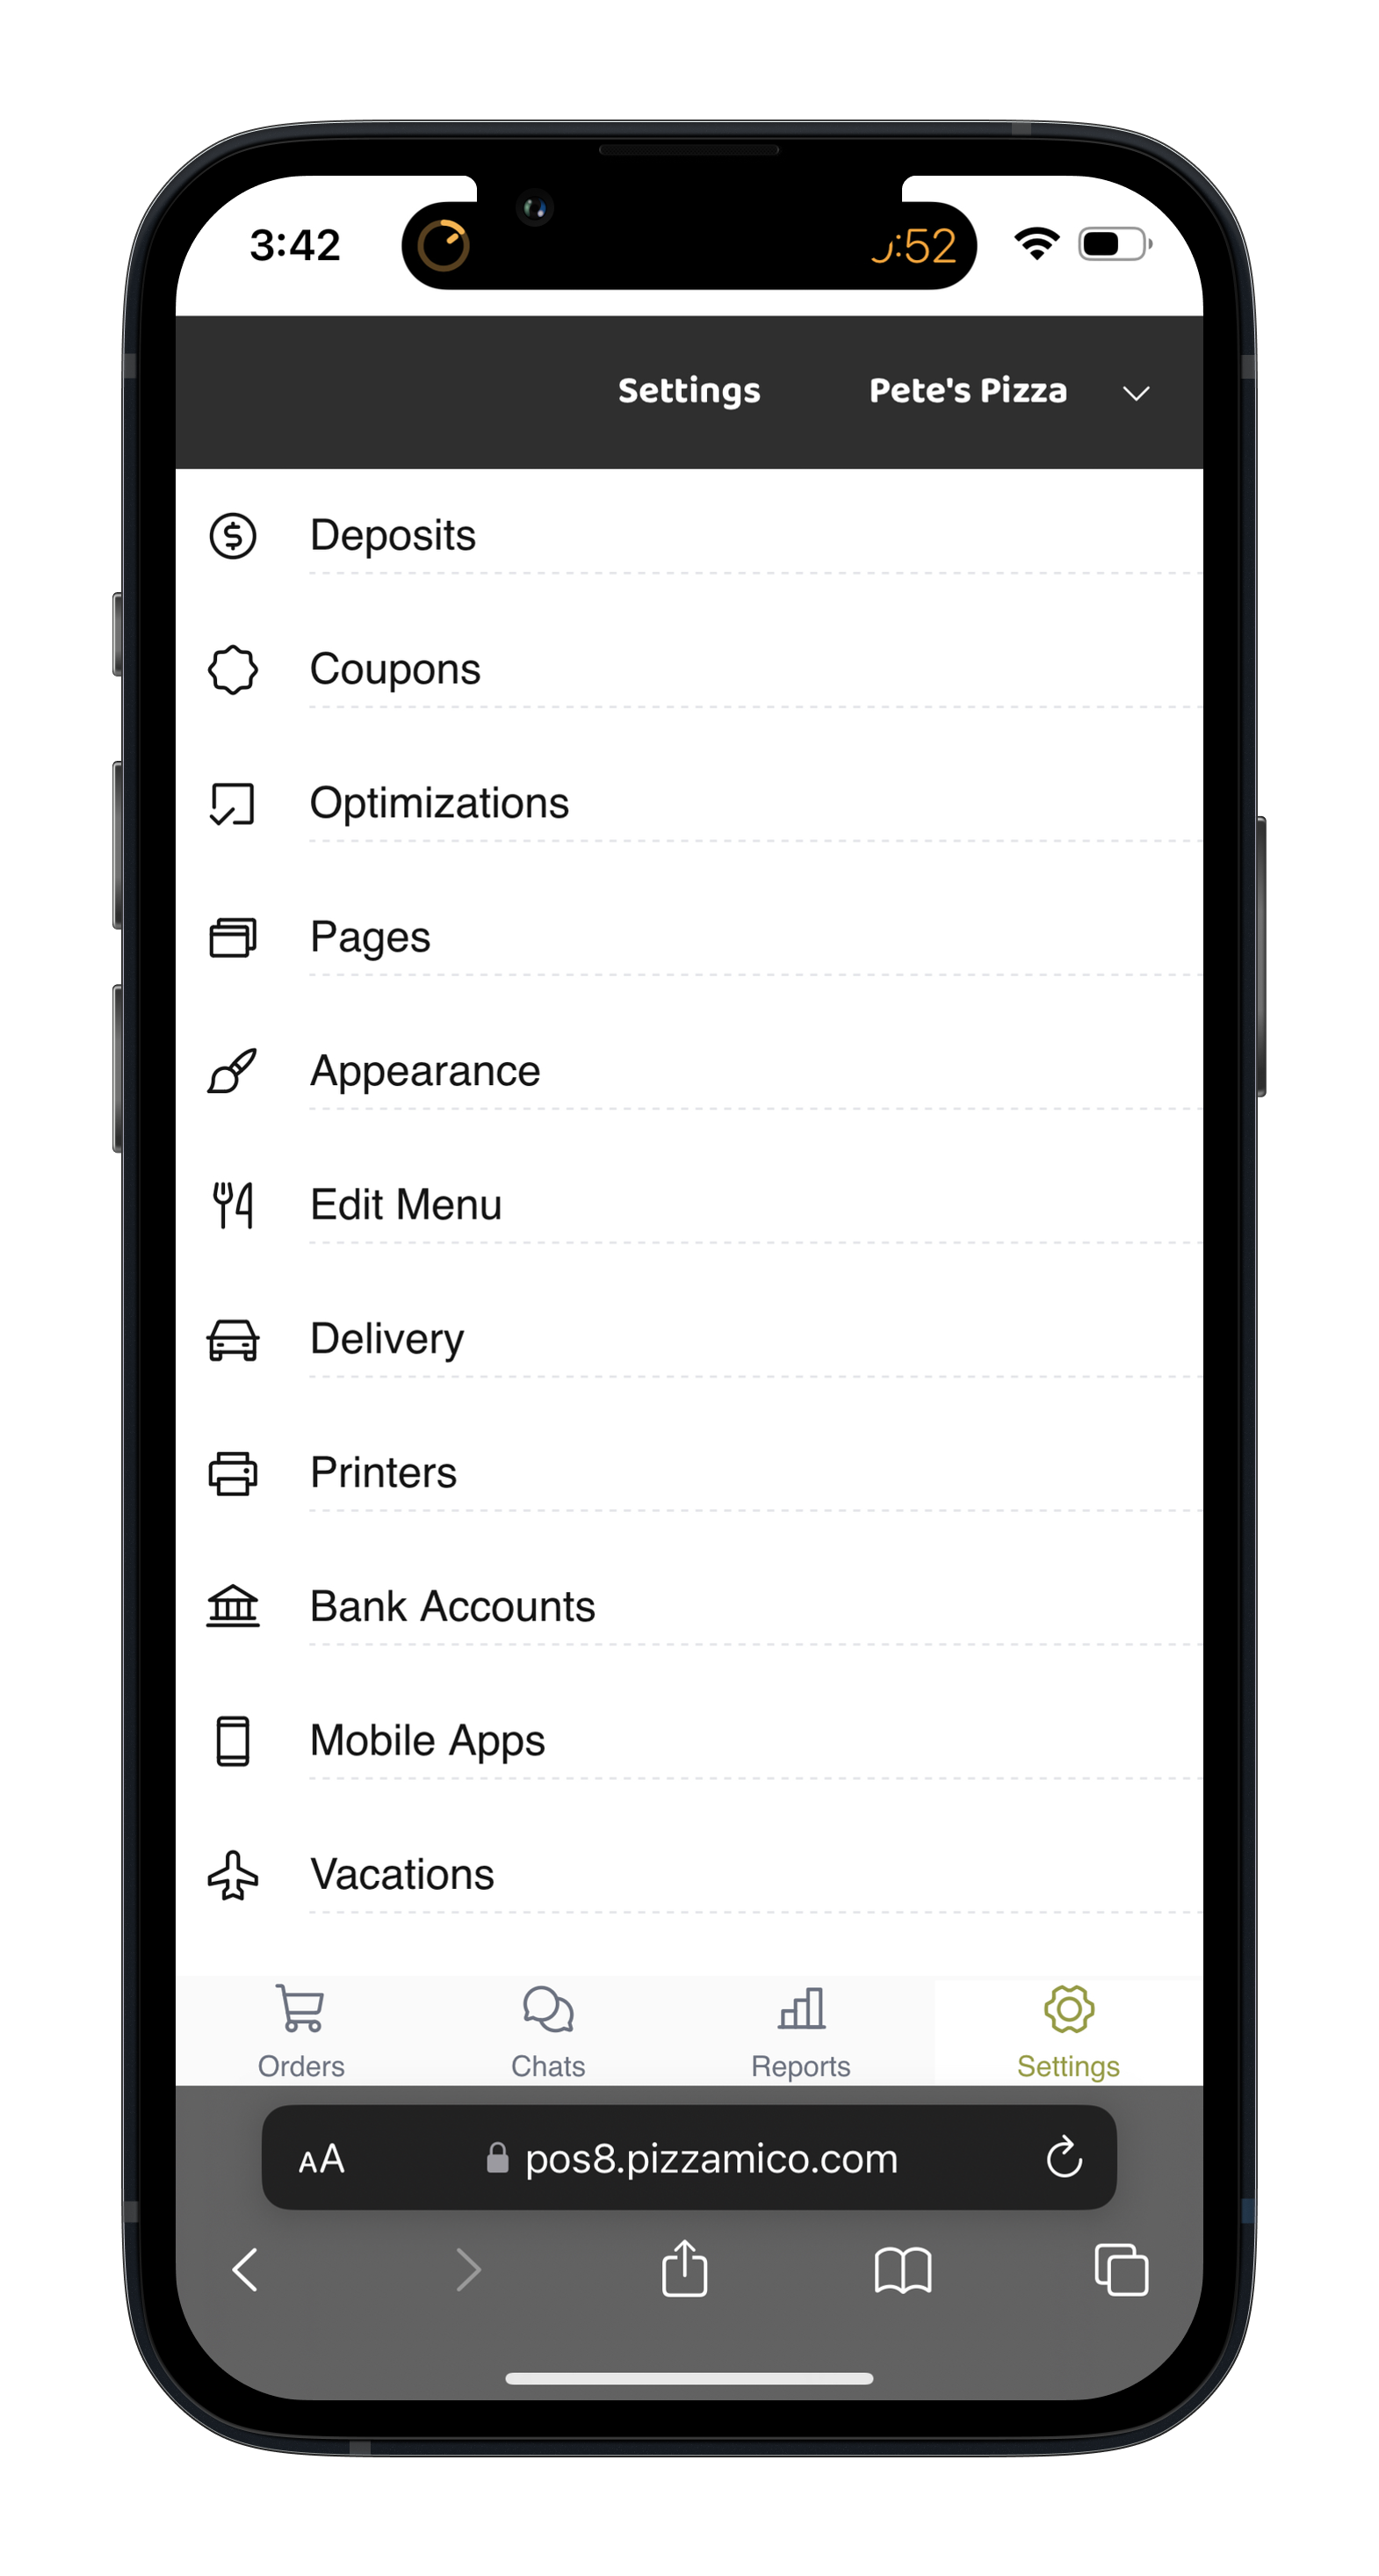 3:42
:52
Settings Pete's Pizza
Deposits
Coupons
Optimizations
Pages
Appearance
Edit Menu
Delivery
Printers
Bank Accounts
Mobile Apps
Vacations
Orders Chats Reports Settings
AA pos8.pizzamico.com